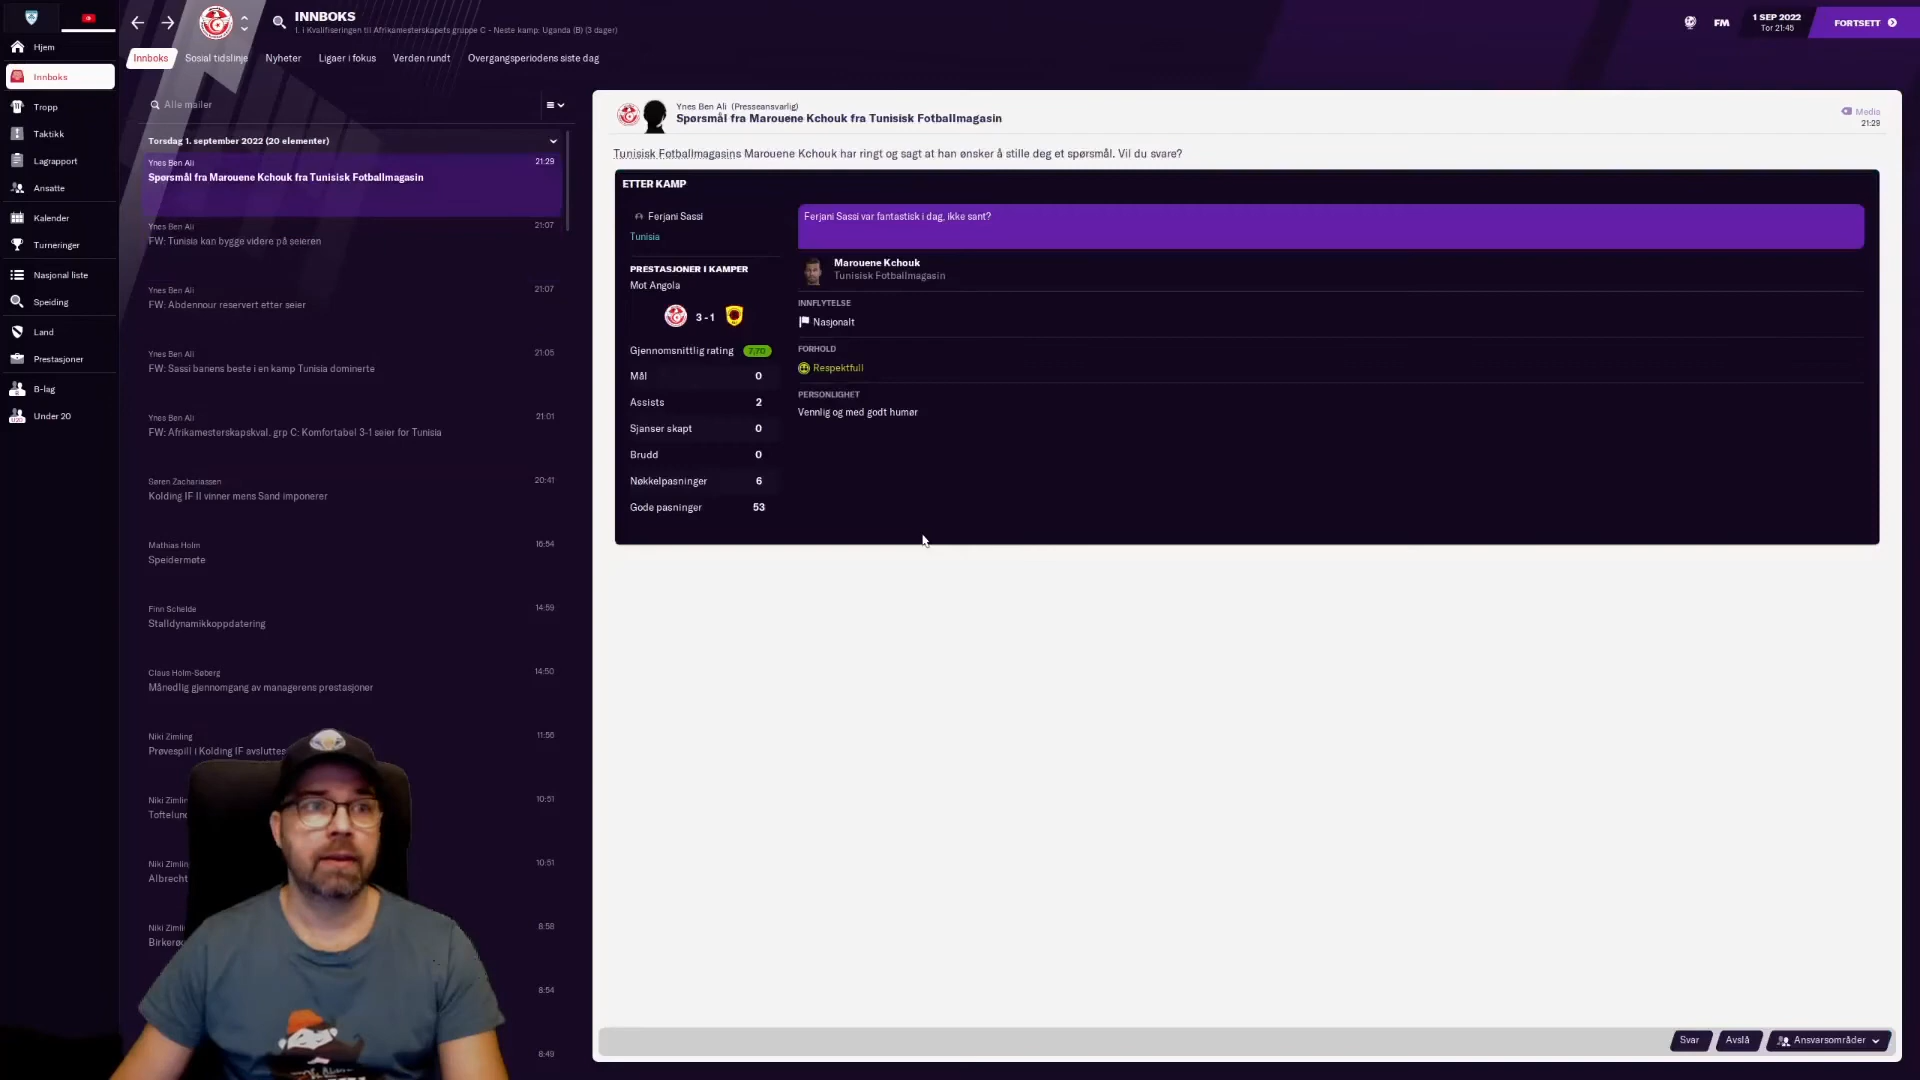 INNBOKS
1. i Kvalifiseringen til Afrikamesterskapets gruppe C - Neste kamp: Uganda (B) (3 dager)
FM
1 SEP 2022
Tor 21:45
FORTSETT
Hjem
Innboks
Tropp
Taktikk
Lagrapport
Ansatte
Kalender
Turneringer
Nasjonal liste
Speiding
Land
Prestasjoner
B-lag
Under 20
Innboks Sosial tidslinje Nyheter Ligaer i fokus Verden rundt Overgangsperiodens siste dag
Alle mailer
Torsdag 1. september 2022 (20 elementer)
Ynes Ben Ali 21:29
Spørsmål fra Marouene Kchouk fra Tunisisk Fotballmagasin
Ynes Ben Ali 21:07
FW: Tunisia kan bygge videre på seieren
Ynes Ben Ali 21:07
FW: Abdennour reservert etter seier
Ynes Ben Ali 21:05
FW: Sassi banens beste i en kamp Tunisia dominerte
Ynes Ben Ali 21:01
FW: Afrikamesterskapskval. grp C: Komfortabel 3-1 seier for Tunisia
Søren Zachariassen 20:41
Kolding IF II vinner mens Sand imponerer
Mathias Holm 16:54
Speidermøte
Finn Schelde 14:59
Stalldynamikkoppdatering
Claus Holm-Søberg 14:50
Månedlig gjennomgang av managerens prestasjoner
Niki Zimling 11:56
Prøvespill i Kolding IF avsluttes
10:51
10:51
Albrecht
8:58
8:54
8:49
Ynes Ben Ali (Presseansvarlig)
Spørsmål fra Marouene Kchouk fra Tunisisk Fotballmagasin
Media
21:29
Tunisisk Fotballmagasins Marouene Kchouk har ringt og sagt at han ønsker å stille deg et spørsmål. Vil du svare?
ETTER KAMP
Ferjani Sassi
Tunisia
PRESTASJONER I KAMPER
Mot Angola
3 - 1
Gjennomsnittlig rating 7,70
Mål 0
Assists 2
Sjanser skapt 0
Brudd 0
Nøkkelpasninger 6
Gode pasninger 53
Ferjani Sassi var fantastisk i dag, ikke sant?
Marouene Kchouk
Tunisisk Fotballmagasin
INNFLYTELSE
Nasjonalt
FORHOLD
Respektfull
PERSONLIGHET
Vennlig og med godt humør
Svar Avslå Ansvarsområder